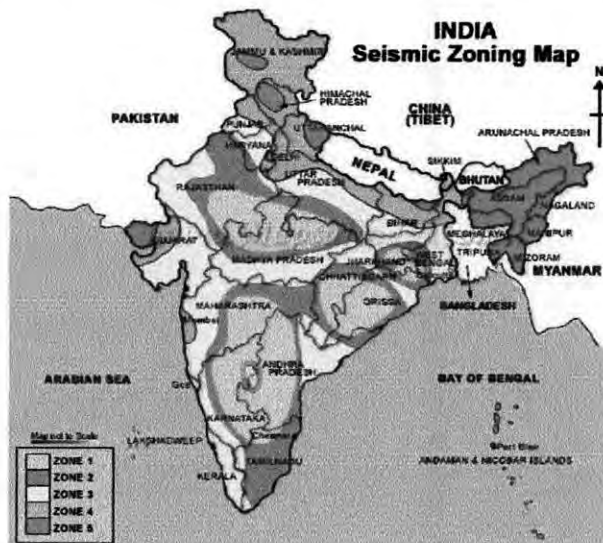 INDIA
Seismic Zoning Map
N
JAMMU & KASHMIR
HIMACHAL
PRADESH
CHINA
(TIBET)
PAKISTAN
PUNJAB
ARUNACHAL PRADESH
HARYANA
DELHI
NEPAL
SIKKIM
BHUTAN
RAJASTHAN
UTTAR
PRADESH
ASSAM
NAGALAND
BIHAR
MEGHALAYA
MANIPUR
GUJRAT
MADHYA PRADESH
JHARKHAND
WEST
BENGAL
TRIPURA
MIZORAM
CHHATTISGARH
MYANMAR
MAHARASHTRA
ORISSA
BANGLADESH
Mumbai
ARABIAN SEA
ANDHRA
PRADESH
BAY OF BENGAL
Goa
KARNATAKA
Map not to Scale
LAKSHADWEEP
Chennai
Port Blair
ANDAMAN & NICOBAR ISLANDS
KERALA
TAMILNADU
ZONE 1
ZONE 2
ZONE 3
ZONE 4
ZONE 5